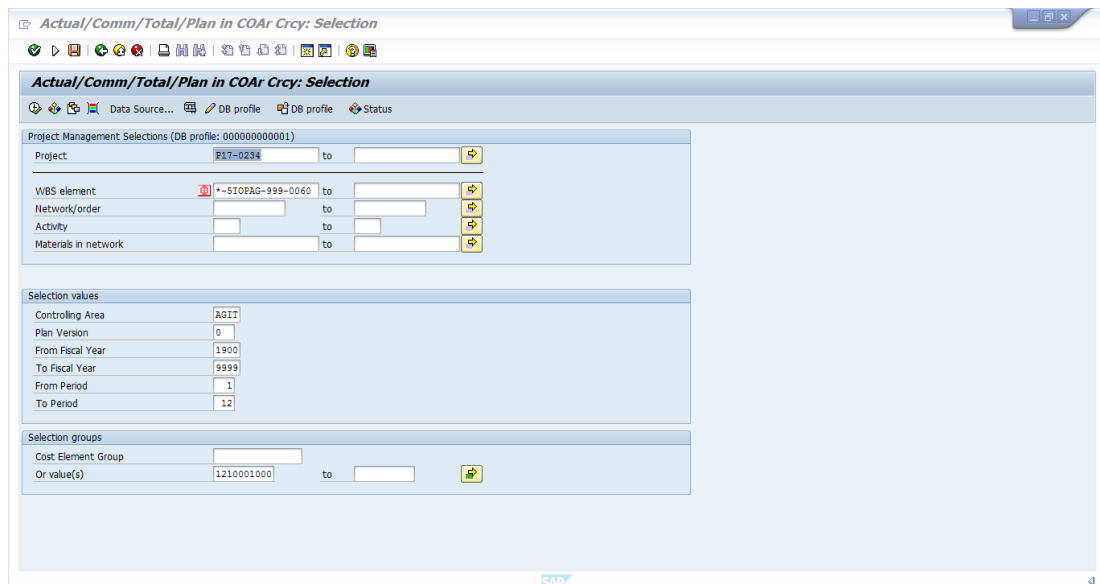 Actual/Comm/Total/Plan in COAr Crcy: Selection
Actual/Comm/Total/Plan in COAr Crcy: Selection
Data Source... DB profile DB profile Status
Project Management Selections (DB profile: 000000000001)
Project P17-0234 to
WBS element *-5IOPAG-999-0060 to
Network/order to
Activity to
Materials in network to
Selection values
Controlling Area AGIT
Plan Version 0
From Fiscal Year 1900
To Fiscal Year 9999
From Period 1
To Period 12
Selection groups
Cost Element Group
Or value(s) 1210001000 to
SAP